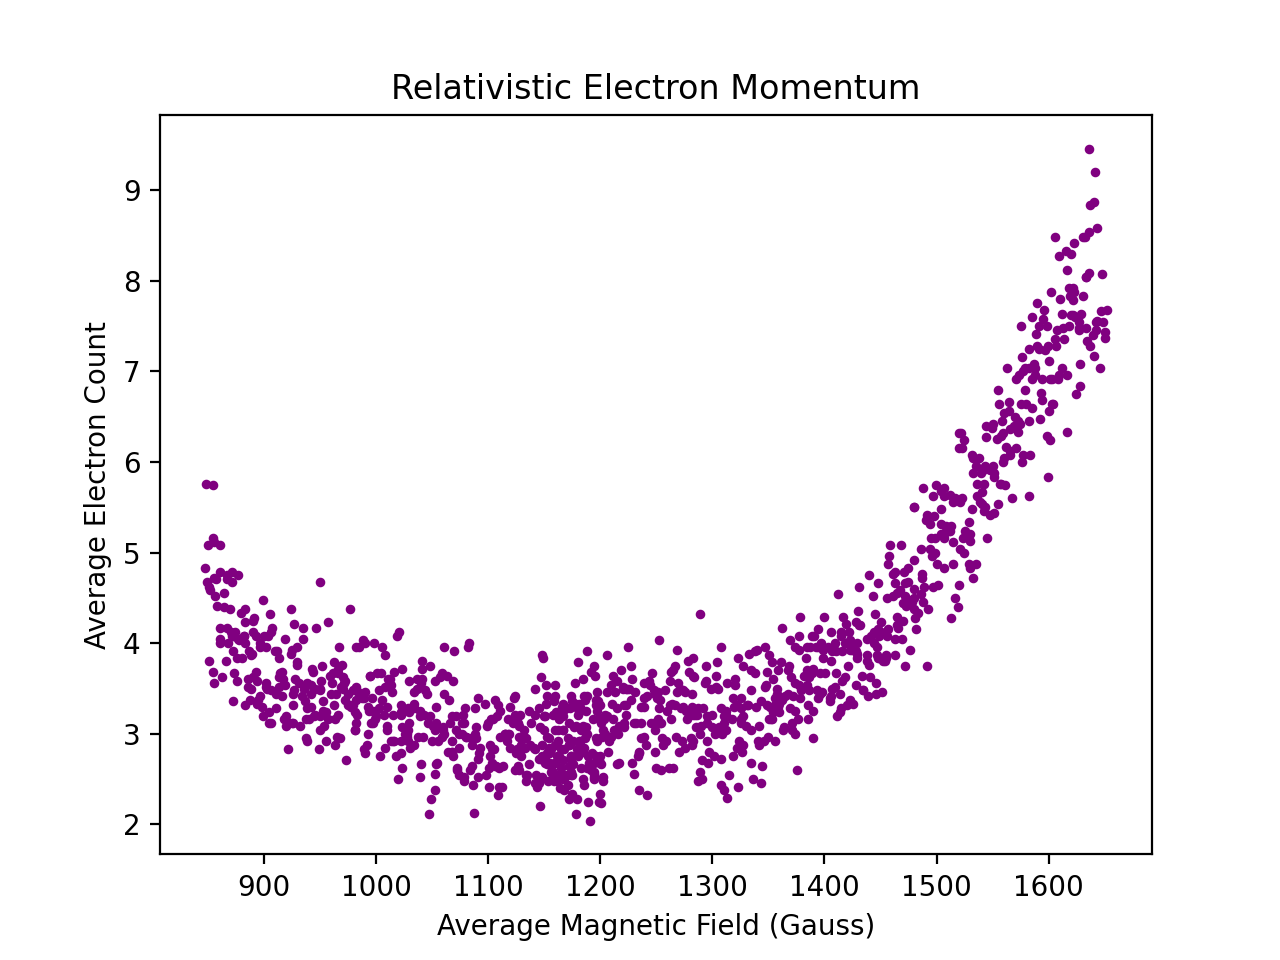 Relativistic Electron Momentum
Average Electron Count
9
8
7
6
5
4
3
2
900 1000 1100 1200 1300 1400 1500 1600
Average Magnetic Field (Gauss)